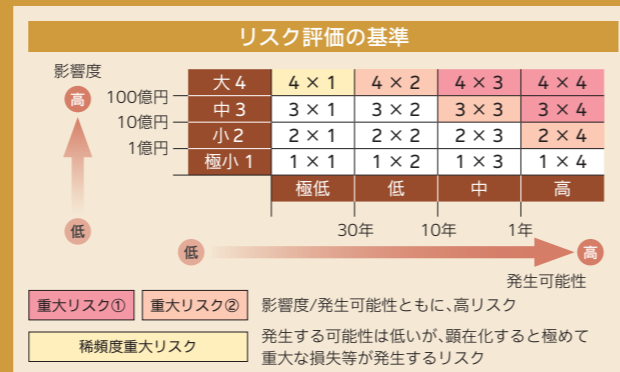 リスク評価の基準
影響度
高
100億円
10億円
1億円
低
大4 4×1 4×2 4×3 4×4
中3 3×1 3×2 3×3 3×4
小2 2×1 2×2 2×3 2×4
極小1 1×1 1×2 1×3 1×4
極低 低 中 高
30年 10年 1年
低 高
発生可能性
重大リスク① 重大リスク② 影響度/発生可能性ともに、高リスク
稀頻度重大リスク
発生する可能性は低いが、顕在化すると極めて
重大な損失等が発生するリスク